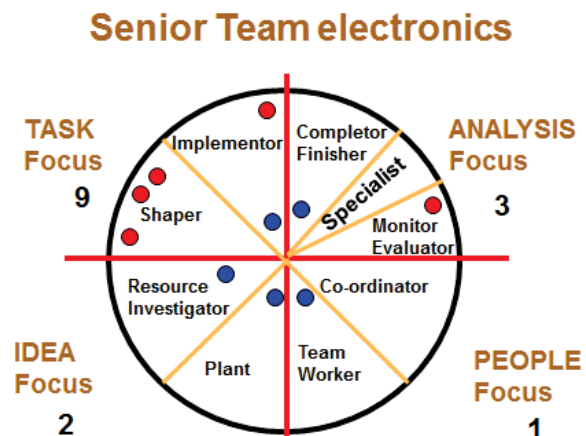 Senior Team electronics
TASK
Focus
9
Implementor
Completor
Finisher
ANALYSIS
Focus
3
Shaper
Specialist
Monitor
Evaluator
Resource
Investigator
Co-ordinator
IDEA
Focus
2
Plant
Team
Worker
PEOPLE
Focus
1